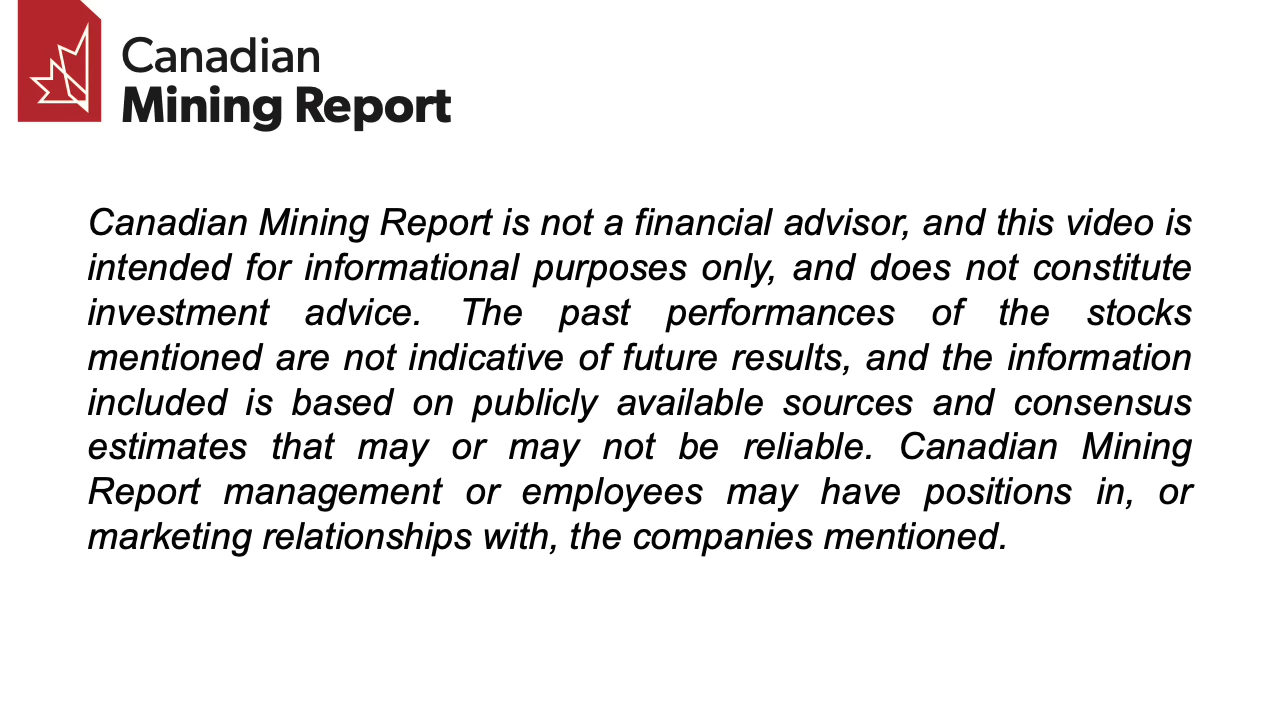 Canadian
Mining Report
Canadian Mining Report is not a financial advisor, and this video is
intended for informational purposes only, and does not constitute
investment advice. The past performances of the stocks
mentioned are not indicative of future results, and the information
included is based on publicly available sources and consensus
estimates that may or may not be reliable. Canadian Mining
Report management or employees may have positions in, or
marketing relationships with, the companies mentioned.